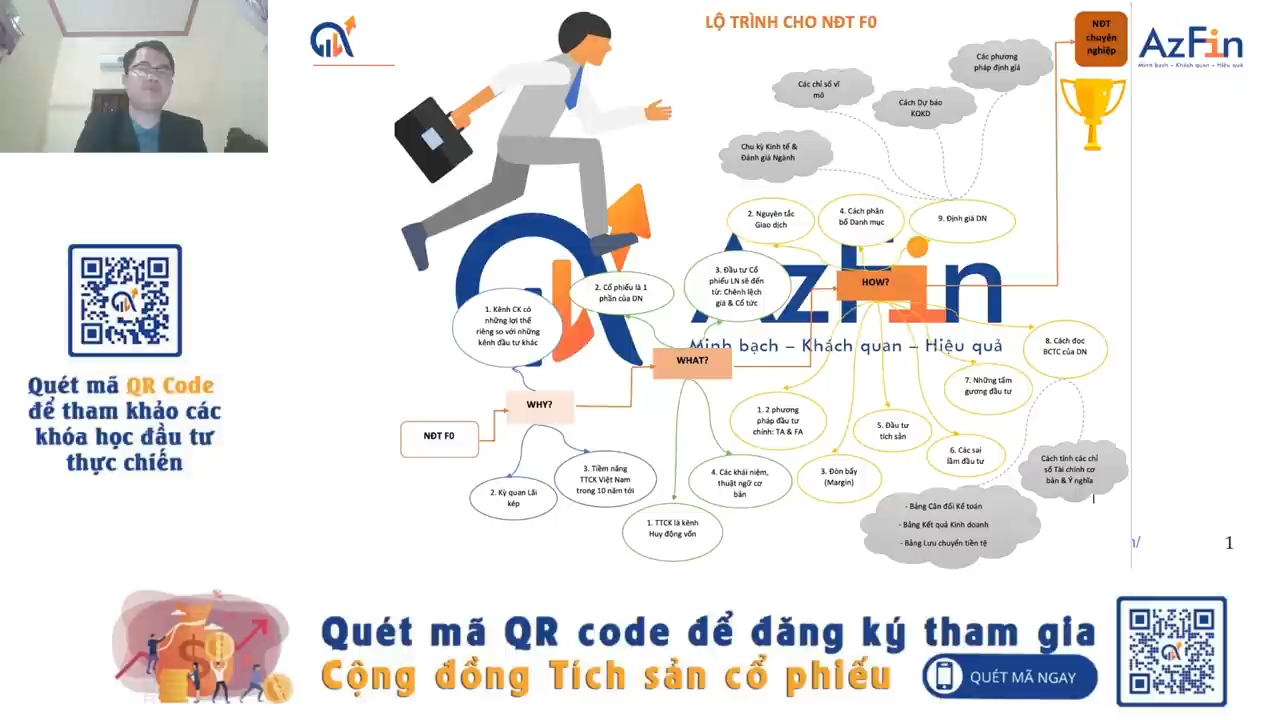 LỘ TRÌNH CHO NĐT F0
NĐT
chuyên
nghiệp
AzFin
Minh bạch – Khách quan – Hiệu quả
Các phương
pháp định giá
Các chỉ số vĩ
mô
Cách Dự báo
KQKD
Chu kỳ Kinh tế &
Đánh giá Ngành
2. Nguyên tắc
Giao dịch
4. Cách phân
bổ Danh mục
9. Định giá DN
3. Đầu tư Cổ
phiếu LN sẽ đến
từ: Chênh lệch
giá & Cổ tức
2. Cổ phiếu là 1
phần của DN
HOW?
AzFin
Minh bạch – Khách quan – Hiệu quả
1. Kênh CK có
những lợi thế
riêng so với những
kênh đầu tư khác
8. Cách đọc
BCTC của DN
WHAT?
7. Những tấm
gương đầu tư
WHY?
1. 2 phương
pháp đầu tư
chính: TA & FA
5. Đầu tư
tích sản
NĐT F0
6. Các sai
lầm đầu tư
3. Tiềm năng
TTCK Việt Nam
trong 10 năm tới
4. Các khái niệm,
thuật ngữ cơ
bản
3. Đòn bẩy
(Margin)
Cách tính các chỉ
số Tài chính cơ
bản & Ý nghĩa
2. Kỳ quan Lãi
kép
1. TTCK là kênh
Huy động vốn
- Bảng Cân đối Kế toán
- Bảng Kết quả Kinh doanh
- Bảng Lưu chuyển tiền tệ
n/
1
Quét mã QR Code
để tham khảo các
khóa học đầu tư
thực chiến
Quét mã QR code để đăng ký tham gia
Cộng đồng Tích sản cổ phiếu
QUÉT MÃ NGAY